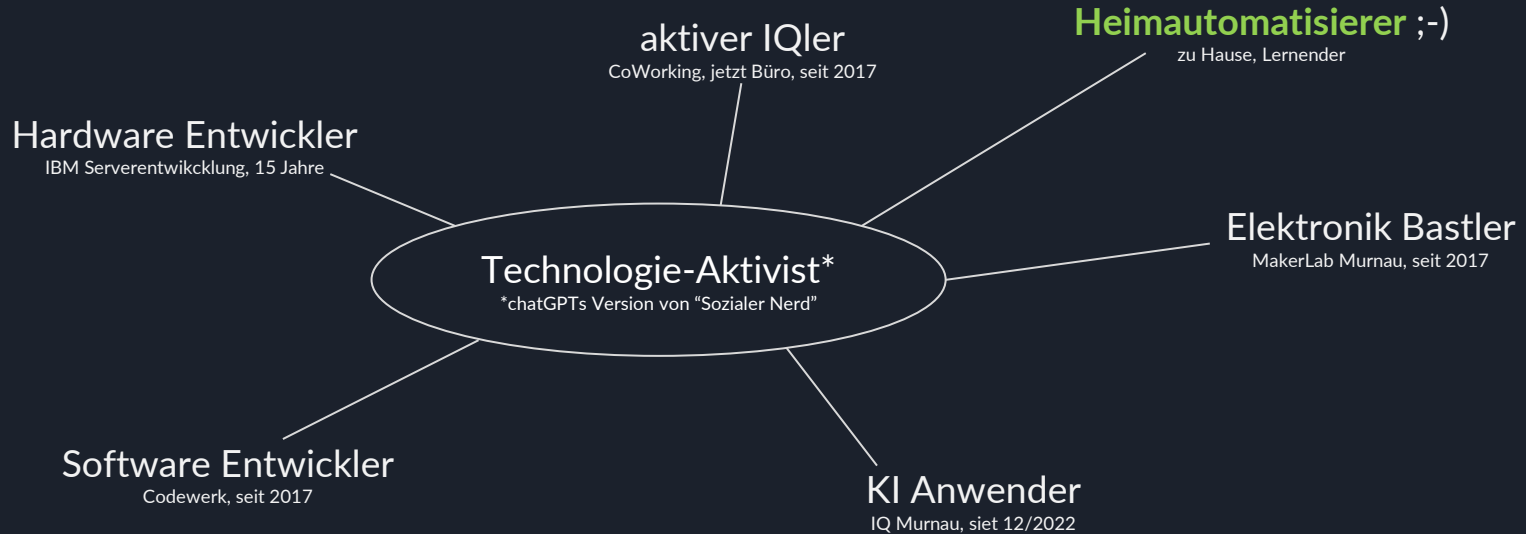 Heimautomatisierer ;-)
zu Hause, Lernender
aktiver IQler
CoWorking, jetzt Büro, seit 2017
Hardware Entwickler
IBM Serverentwikcklung, 15 Jahre
Elektronik Bastler
MakerLab Murnau, seit 2017
Technologie-Aktivist*
*chatGPTs Version von “Sozialer Nerd”
Software Entwickler
Codewerk, seit 2017
KI Anwender
IQ Murnau, siet 12/2022